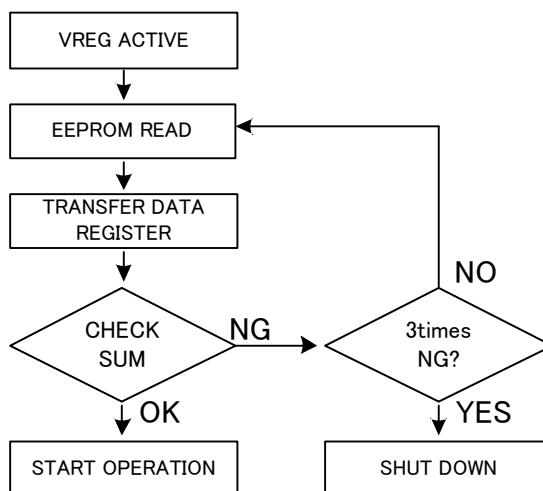 VREG ACTIVE
EEPROM READ
TRANSFER DATA
REGISTER
NO
CHECK
SUM
NG
3times
NG?
OK
YES
START OPERATION
SHUT DOWN